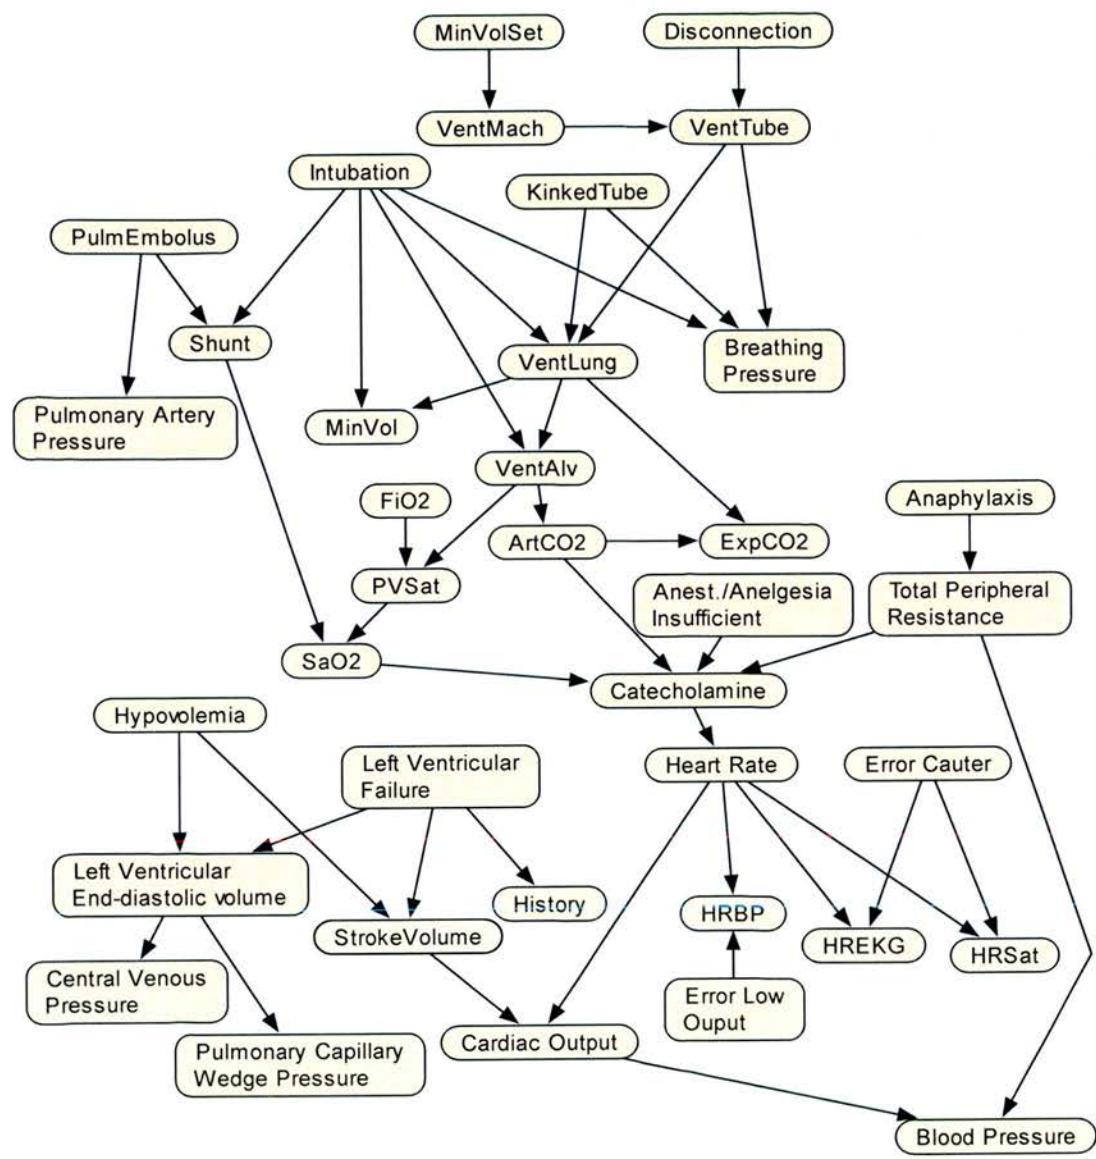 MinVolSet
Disconnection
VentMach
VentTube
Intubation
KinkedTube
PulmEmbolus
Shunt
VentLung
Breathing
Pressure
Pulmonary Artery
Pressure
MinVol
VentAlv
FiO2
Anaphylaxis
ArtCO2
ExpCO2
PVSat
Anest./Anelgesia
Insufficient
Total Peripheral
Resistance
SaO2
Catecholamine
Hypovolemia
Left Ventricular
Failure
Heart Rate
Error Cauter
Left Ventricular
End-diastolic volume
History
HRBP
StrokeVolume
HREKG
HRSat
Central Venous
Pressure
Error Low
Ouput
Cardiac Output
Pulmonary Capillary
Wedge Pressure
Blood Pressure